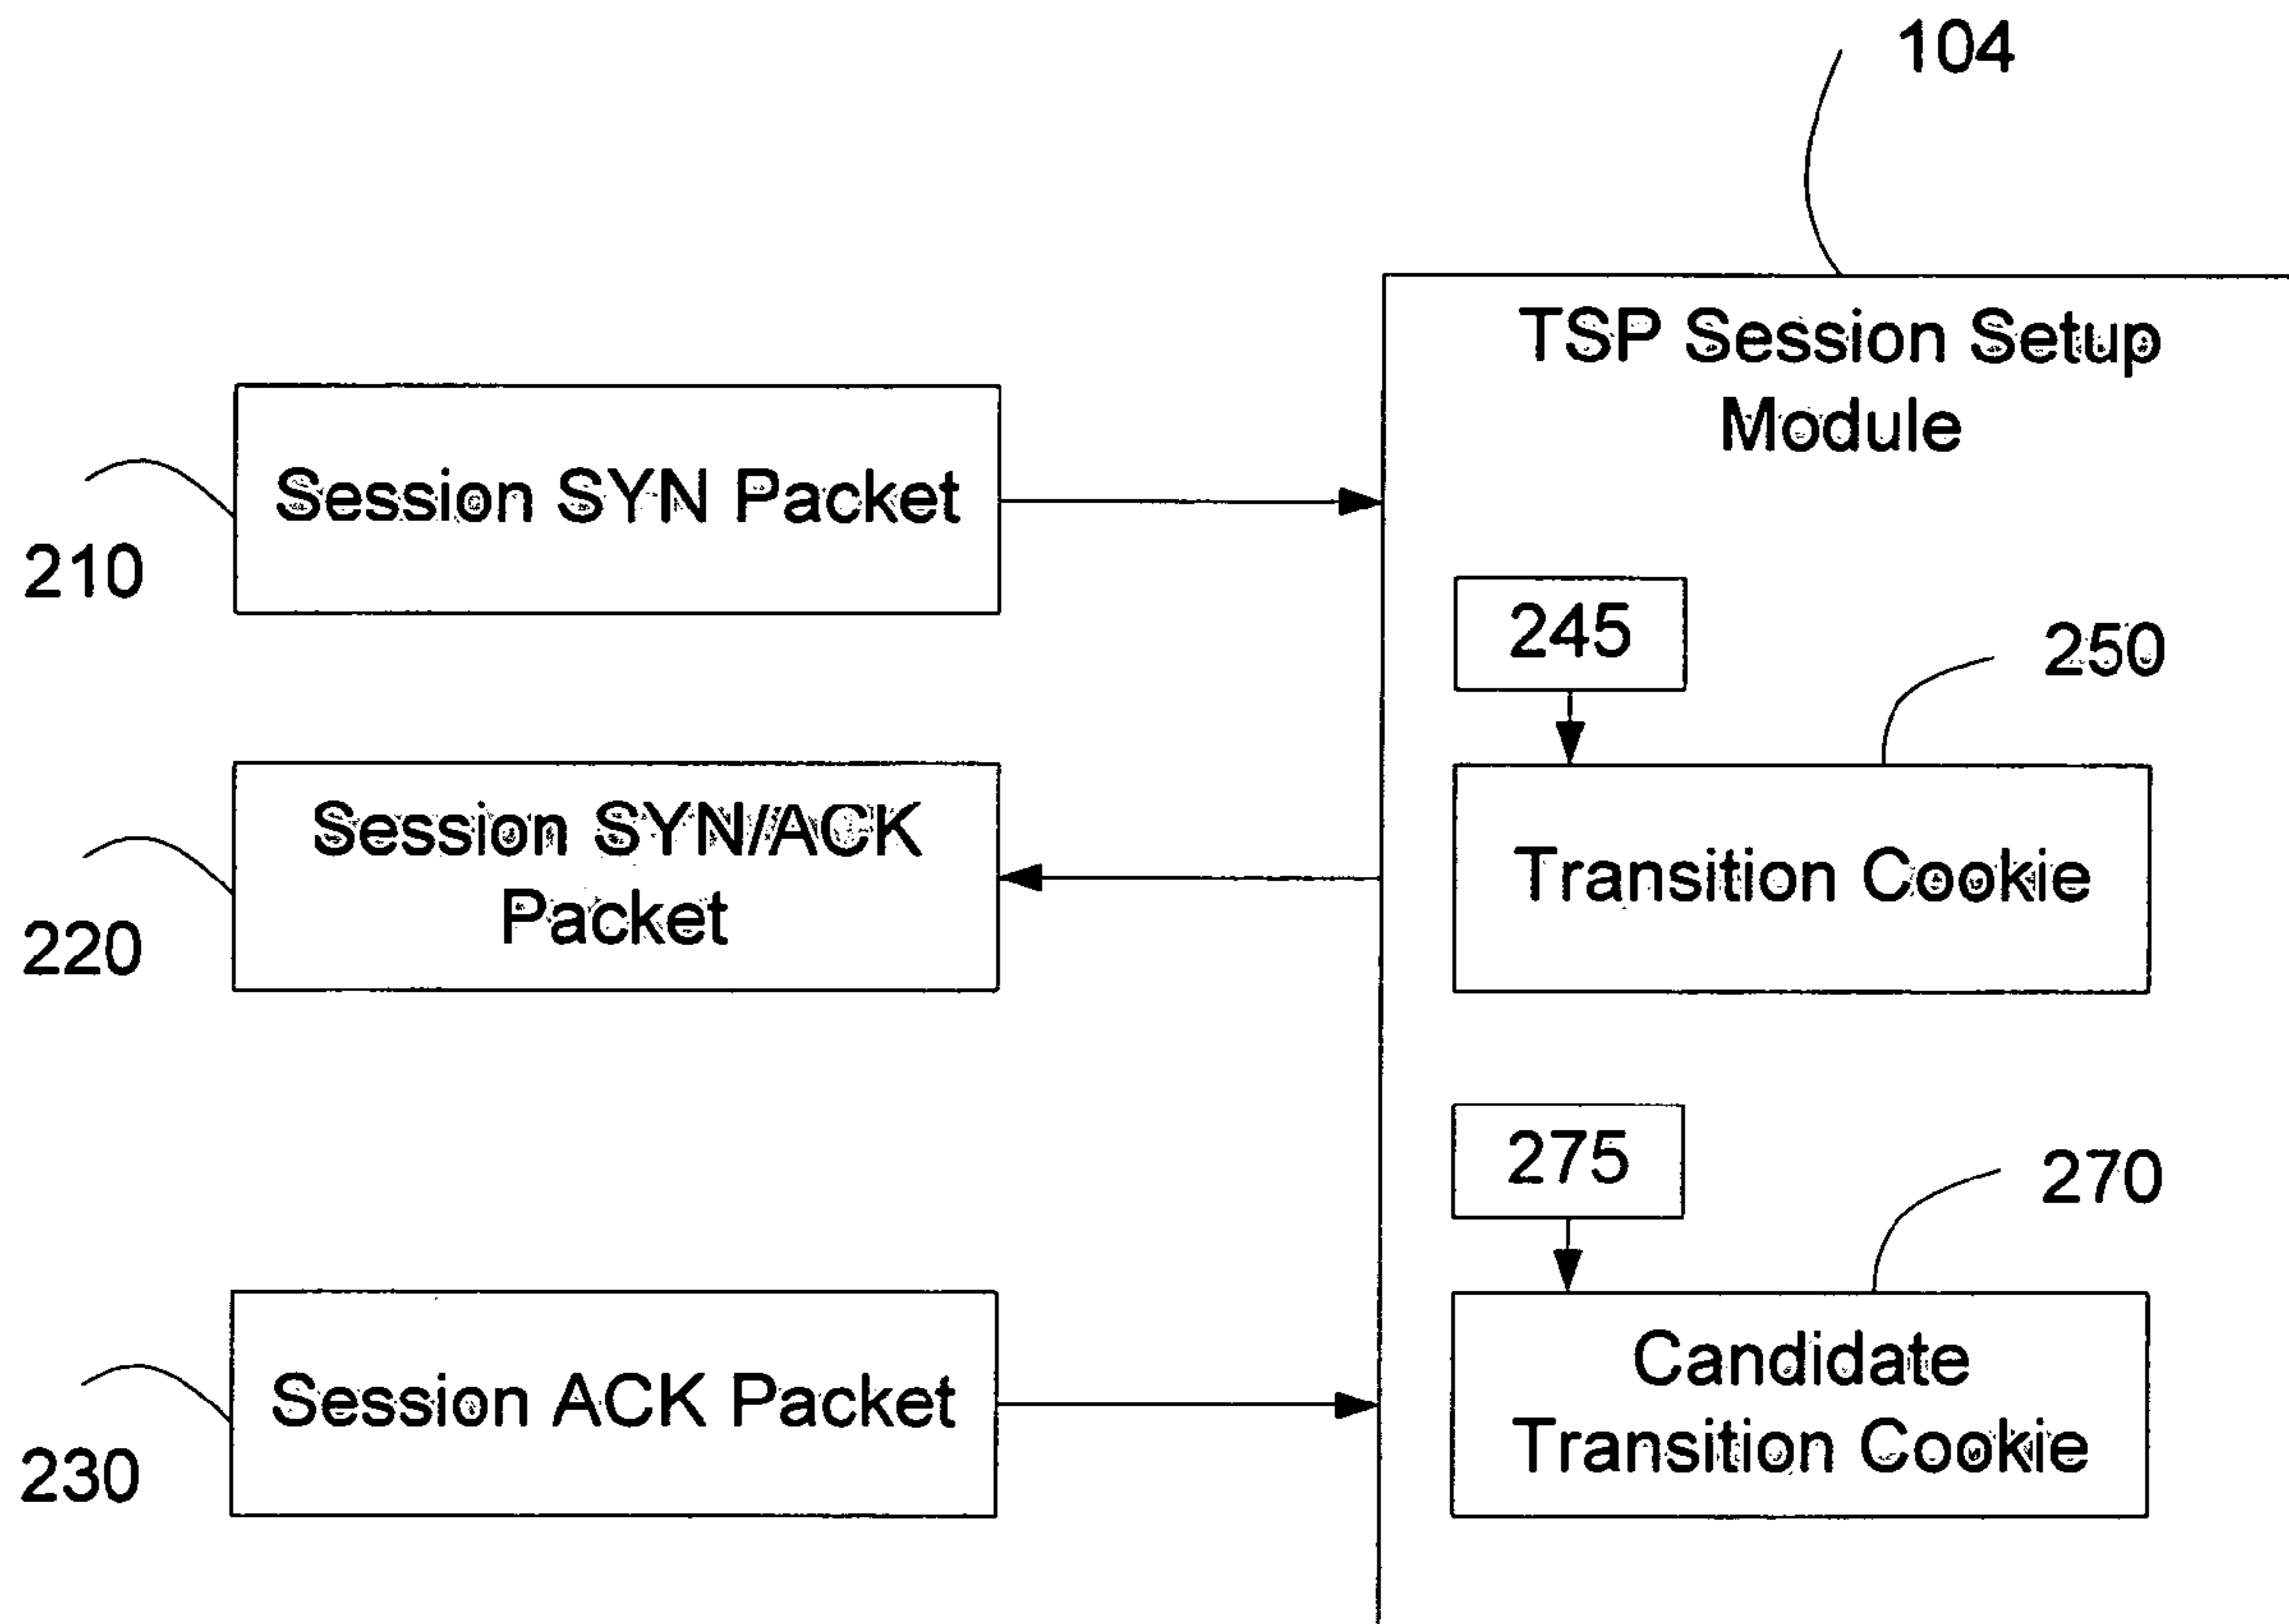 104
TSP Session Setup
Module
Session SYN Packet
210
245
250
Session SYN/ACK
Packet
220
Transition Cookie
275
270
Session ACK Packet
230
Candidate
Transition Cookie